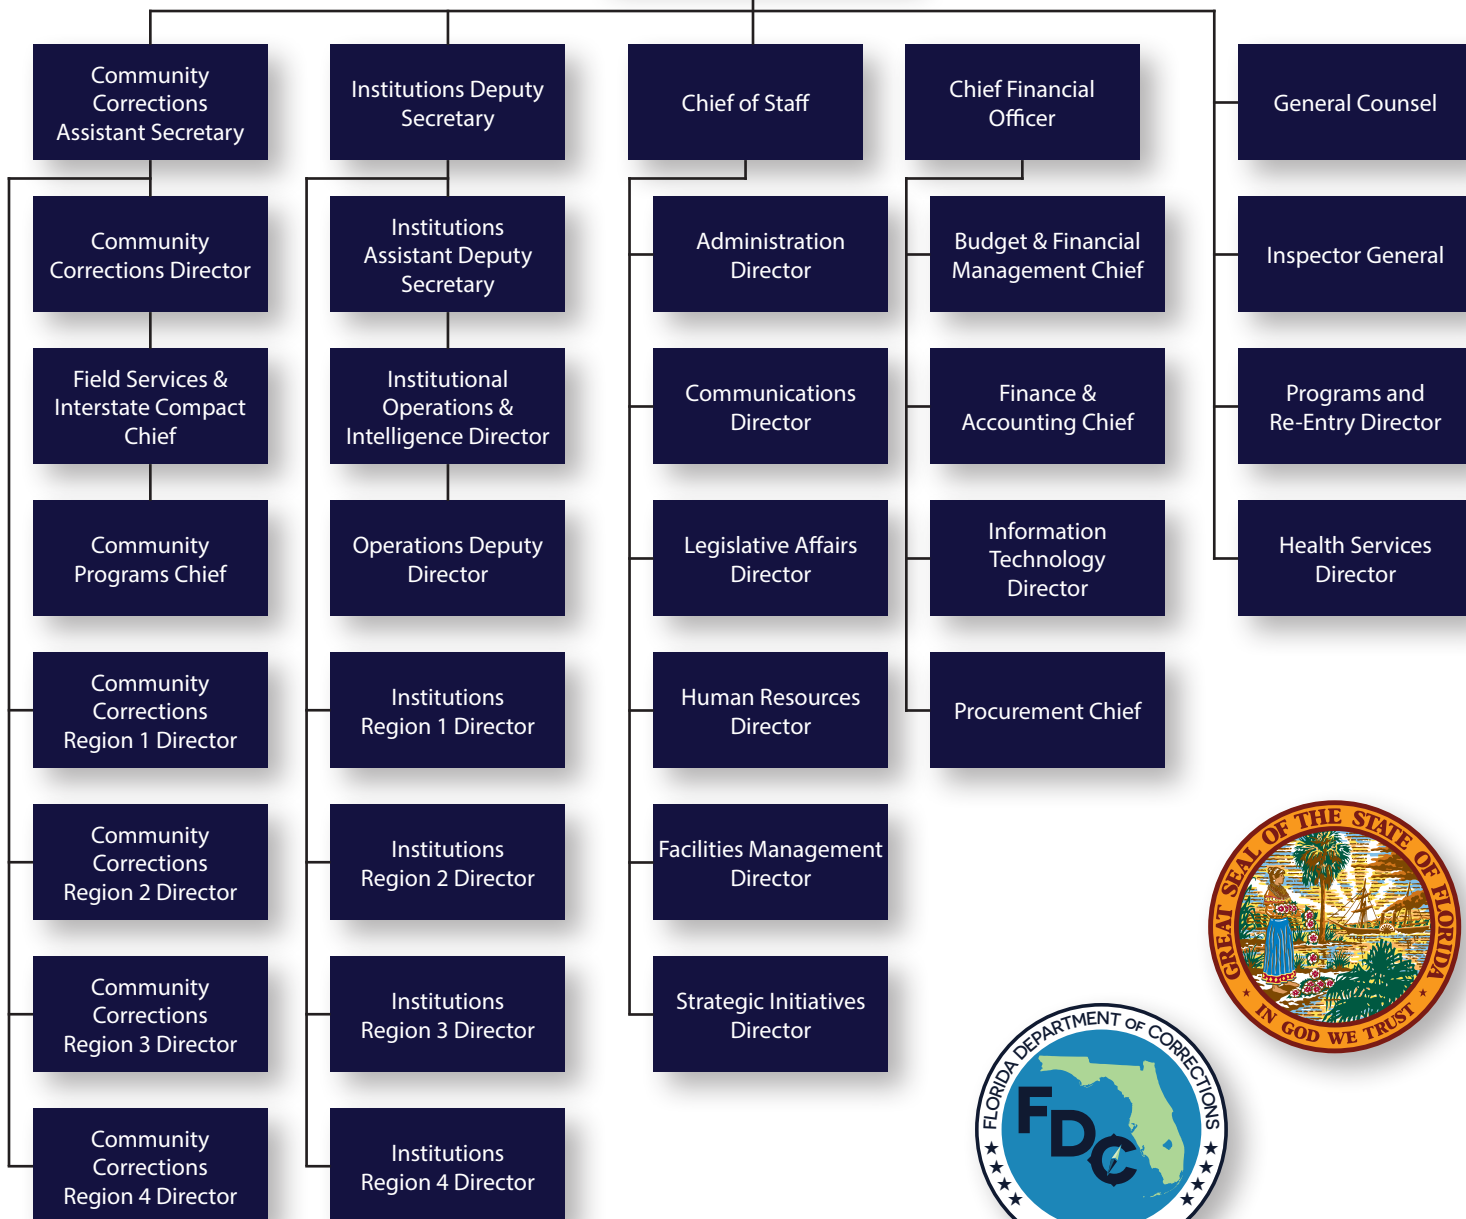 Community
Corrections
Assistant Secretary
Institutions Deputy
Secretary
Chief of Staff
Chief Financial
Officer
General Counsel
Community
Corrections Director
Institutions
Assistant Deputy
Secretary
Administration
Director
Budget & Financial
Management Chief
Inspector General
Field Services &
Interstate Compact
Chief
Institutional
Operations &
Intelligence Director
Communications
Director
Finance &
Accounting Chief
Programs and
Re-Entry Director
Community
Programs Chief
Operations Deputy
Director
Legislative Affairs
Director
Information
Technology
Director
Health Services
Director
Community
Corrections
Region 1 Director
Institutions
Region 1 Director
Human Resources
Director
Procurement Chief
Community
Corrections
Region 2 Director
Institutions
Region 2 Director
Facilities Management
Director
Community
Corrections
Region 3 Director
Institutions
Region 3 Director
Strategic Initiatives
Director
Community
Corrections
Region 4 Director
Institutions
Region 4 Director
GREAT SEAL OF THE STATE OF FLORIDA
IN GOD WE TRUST
FLORIDA DEPARTMENT OF CORRECTIONS
FDC